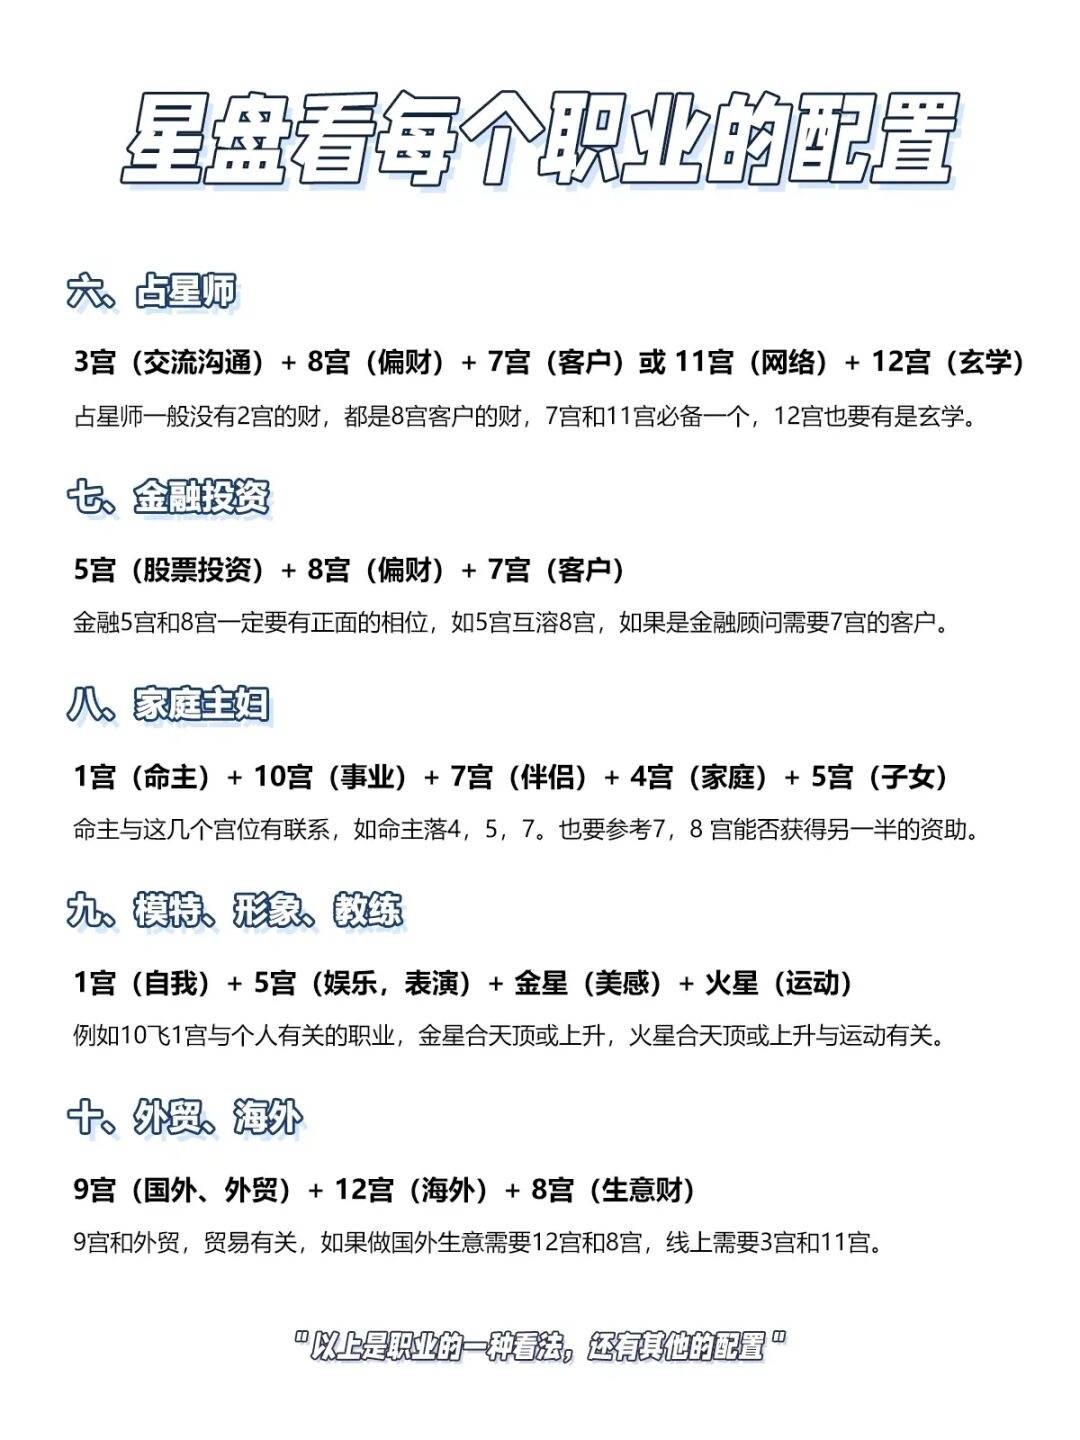 星盘看每个职业的配置
六、占星师
3宫（交流沟通）+ 8宫（偏财）+ 7宫（客户）或 11宫（网络）+ 12宫（玄学）
占星师一般没有2宫的财，都是8宫客户的财，7宫和11宫必备一个，12宫也要有是玄学。
七、金融投资
5宫（股票投资）+ 8宫（偏财）+ 7宫（客户）
金融5宫和8宫一定要有正面的相位，如5宫互溶8宫，如果是金融顾问需要7宫的客户。
八、家庭主妇
1宫（命主）+ 10宫（事业）+ 7宫（伴侣）+ 4宫（家庭）+ 5宫（子女）
命主与这几个宫位有联系，如命主落4，5，7。也要参考7，8 宫能否获得另一半的资助。
九、模特、形象、教练
1宫（自我）+ 5宫（娱乐，表演）+ 金星（美感）+ 火星（运动）
例如10飞1宫与个人有关的职业，金星合天顶或上升，火星合天顶或上升与运动有关。
十、外贸、海外
9宫（国外、外贸）+ 12宫（海外）+ 8宫（生意财）
9宫和外贸，贸易有关，如果做国外生意需要12宫和8宫，线上需要3宫和11宫。
"以上是职业的一种看法，还有其他的配置"